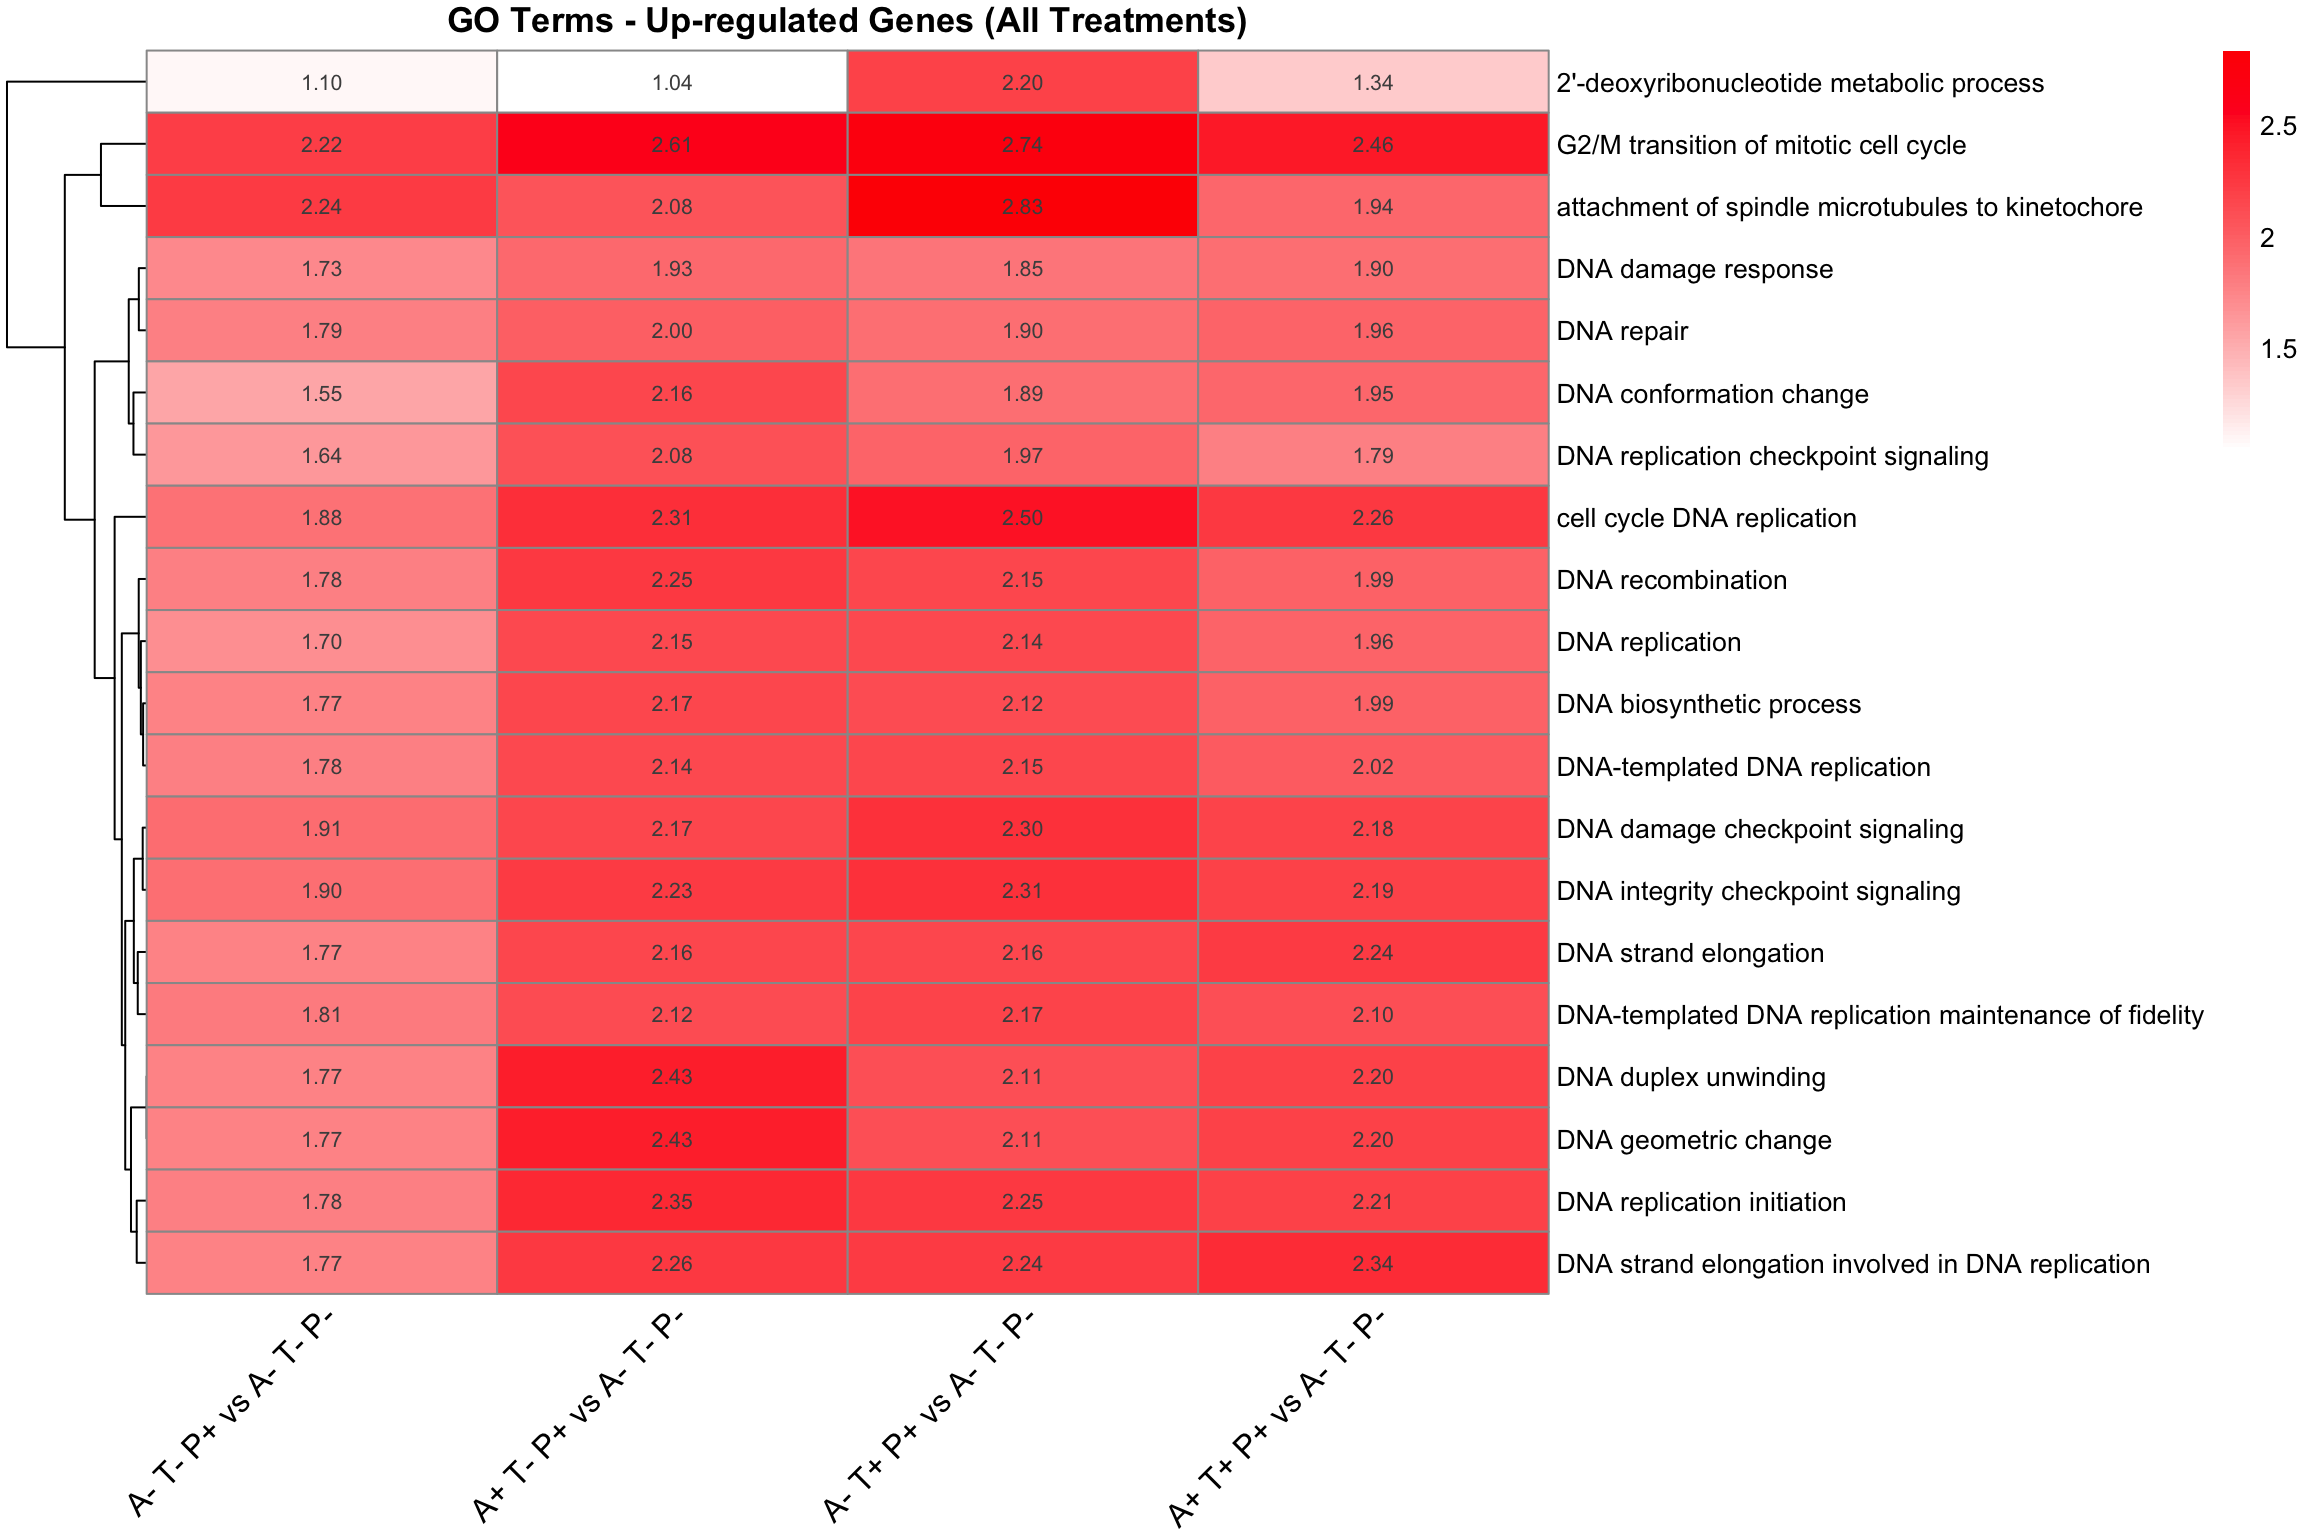 GO Terms - Up-regulated Genes (All Treatments)
1.10 1.04 2.20 1.34 2'-deoxyribonucleotide metabolic process
2.22 2.61 2.74 2.46 G2/M transition of mitotic cell cycle
2.24 2.08 2.83 1.94 attachment of spindle microtubules to kinetochore
1.73 1.93 1.85 1.90 DNA damage response
1.79 2.00 1.90 1.96 DNA repair
1.55 2.16 1.89 1.95 DNA conformation change
1.64 2.08 1.97 1.79 DNA replication checkpoint signaling
1.88 2.31 2.50 2.26 cell cycle DNA replication
1.78 2.25 2.15 1.99 DNA recombination
1.70 2.15 2.14 1.96 DNA replication
1.77 2.17 2.12 1.99 DNA biosynthetic process
1.78 2.14 2.15 2.02 DNA-templated DNA replication
1.91 2.17 2.30 2.18 DNA damage checkpoint signaling
1.90 2.23 2.31 2.19 DNA integrity checkpoint signaling
1.77 2.16 2.16 2.24 DNA strand elongation
1.81 2.12 2.17 2.10 DNA-templated DNA replication maintenance of fidelity
1.77 2.43 2.11 2.20 DNA duplex unwinding
1.77 2.43 2.11 2.20 DNA geometric change
1.78 2.35 2.25 2.21 DNA replication initiation
1.77 2.26 2.24 2.34 DNA strand elongation involved in DNA replication
A- T- P+ vs A- T- P-
A+ T- P+ vs A- T- P-
A- T+ P+ vs A- T- P-
A+ T+ P+ vs A- T- P-
2.5
2
1.5